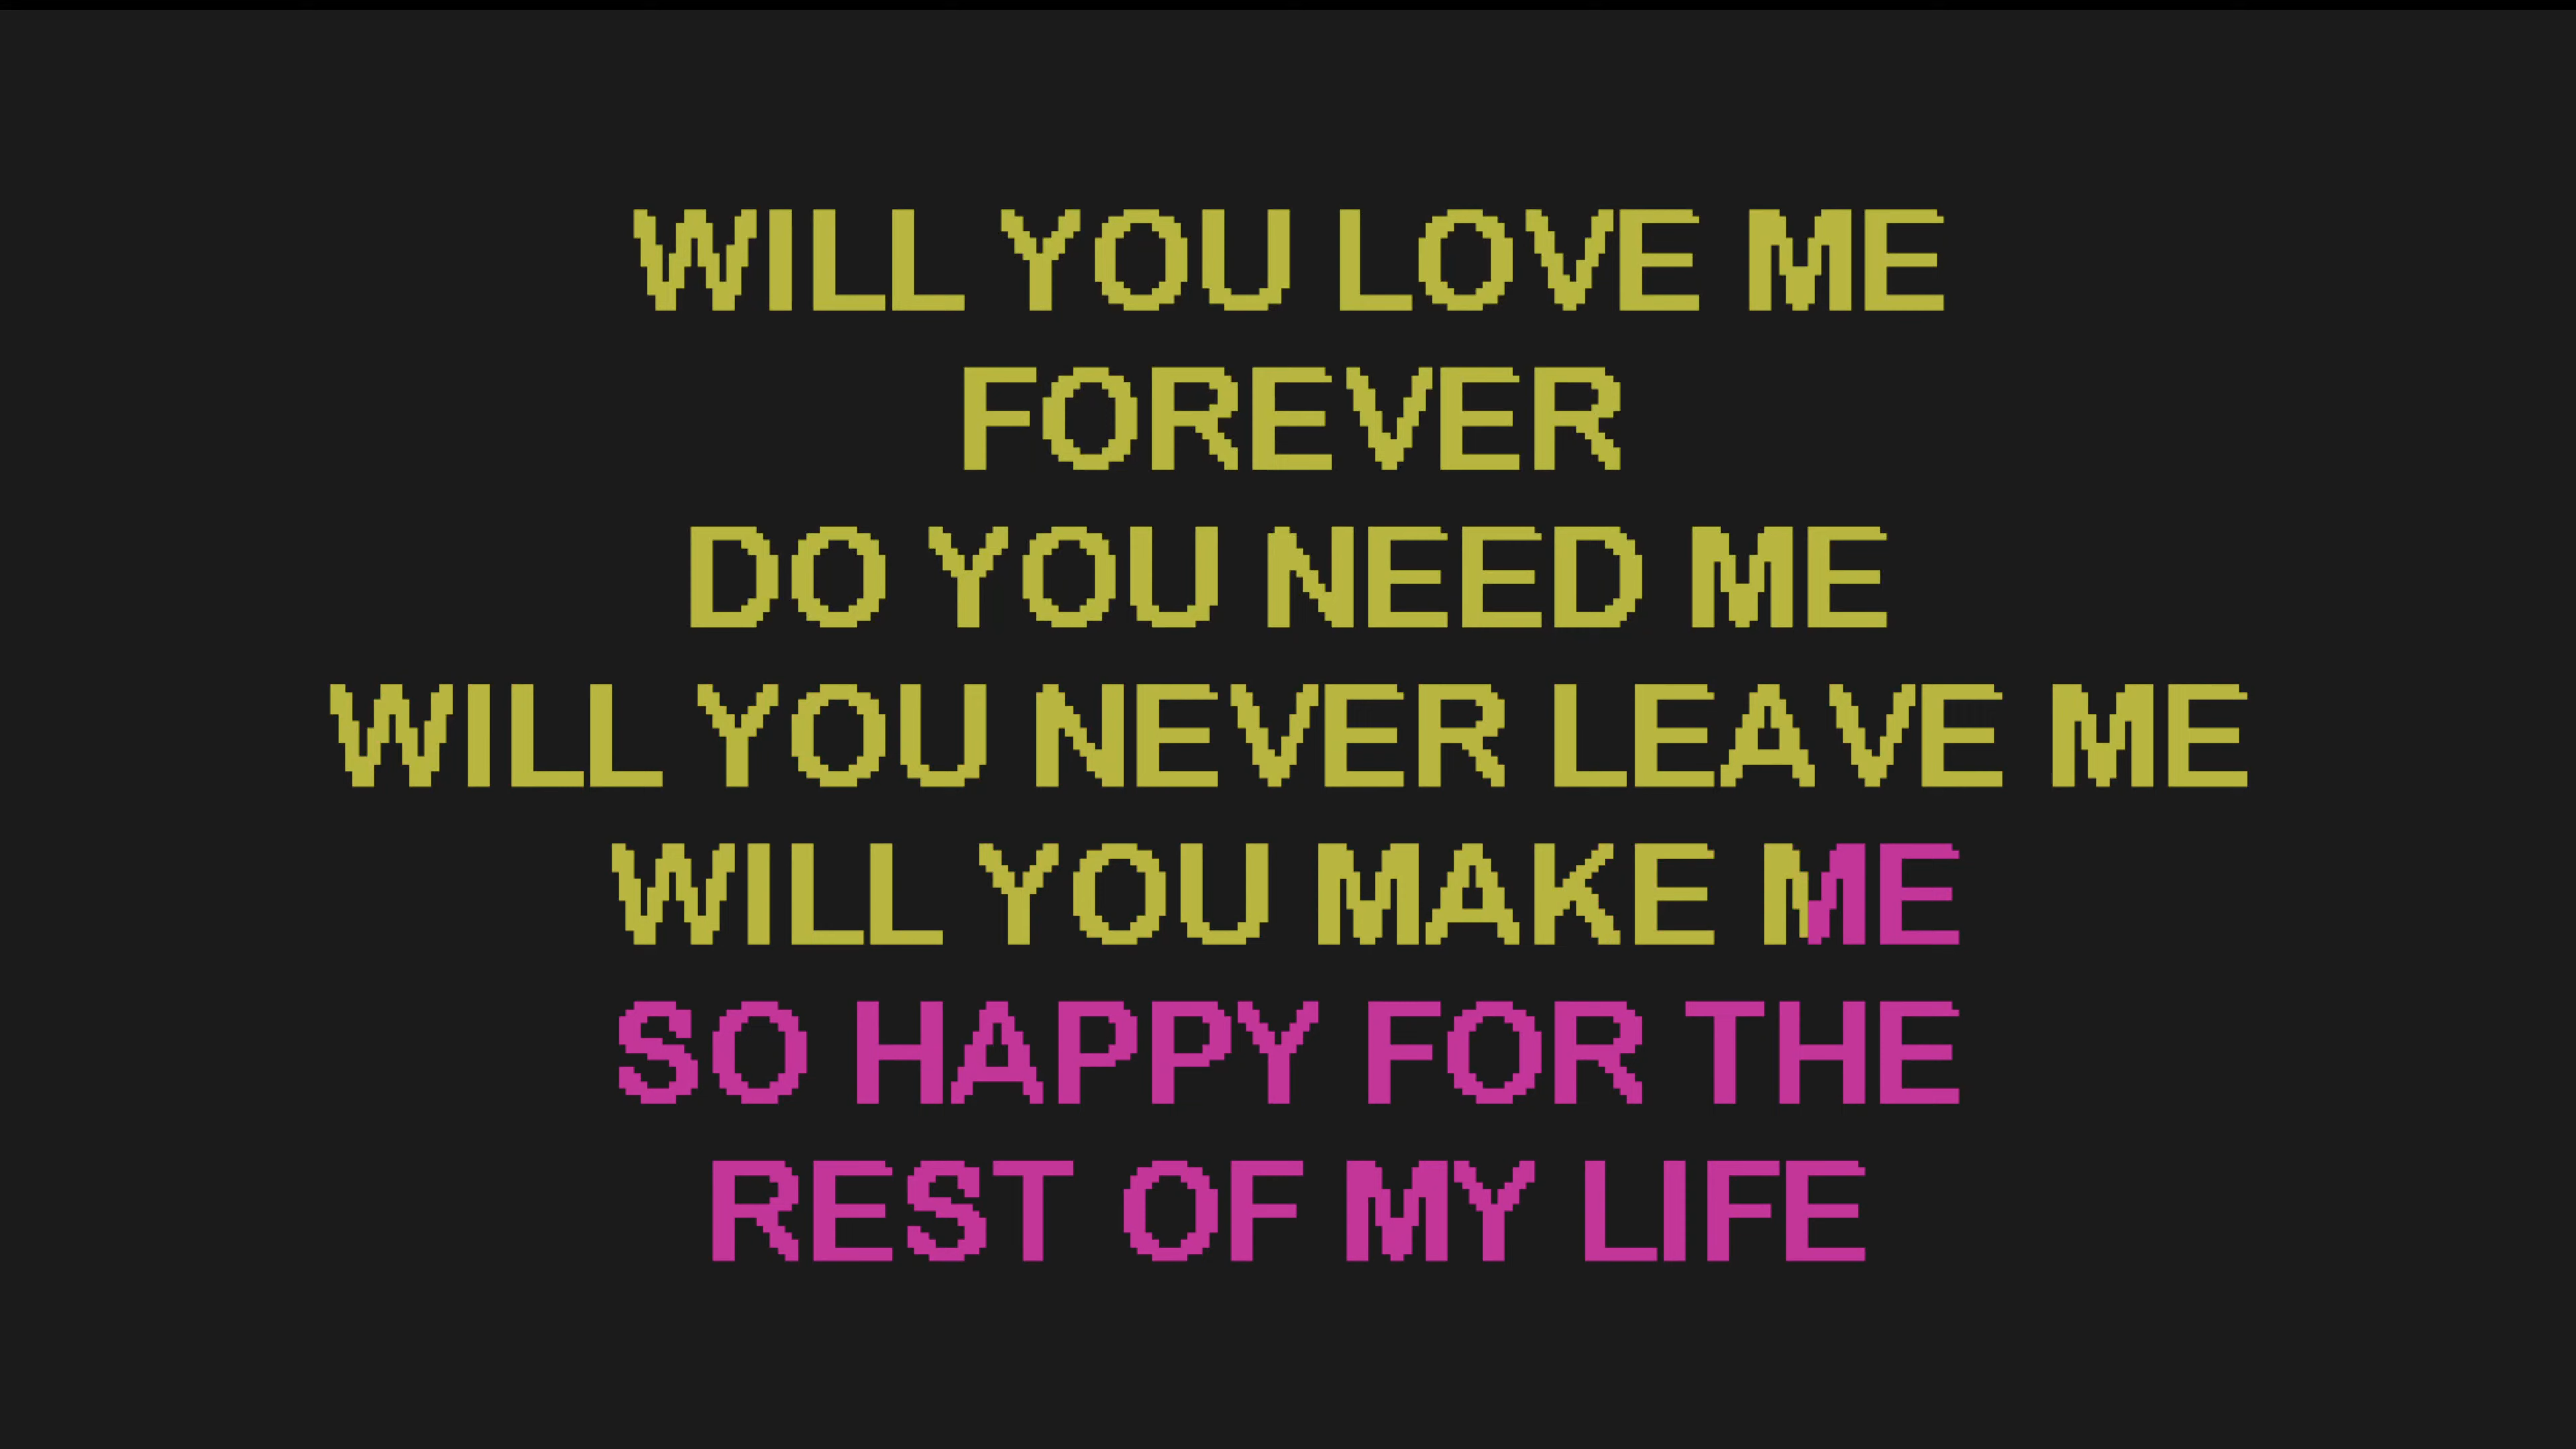 WILL YOU LOVE ME
FOREVER
DO YOU NEED ME
WILL YOU NEVER LEAVE ME
WILL YOU MAKE ME
SO HAPPY FOR THE
REST OF MY LIFE